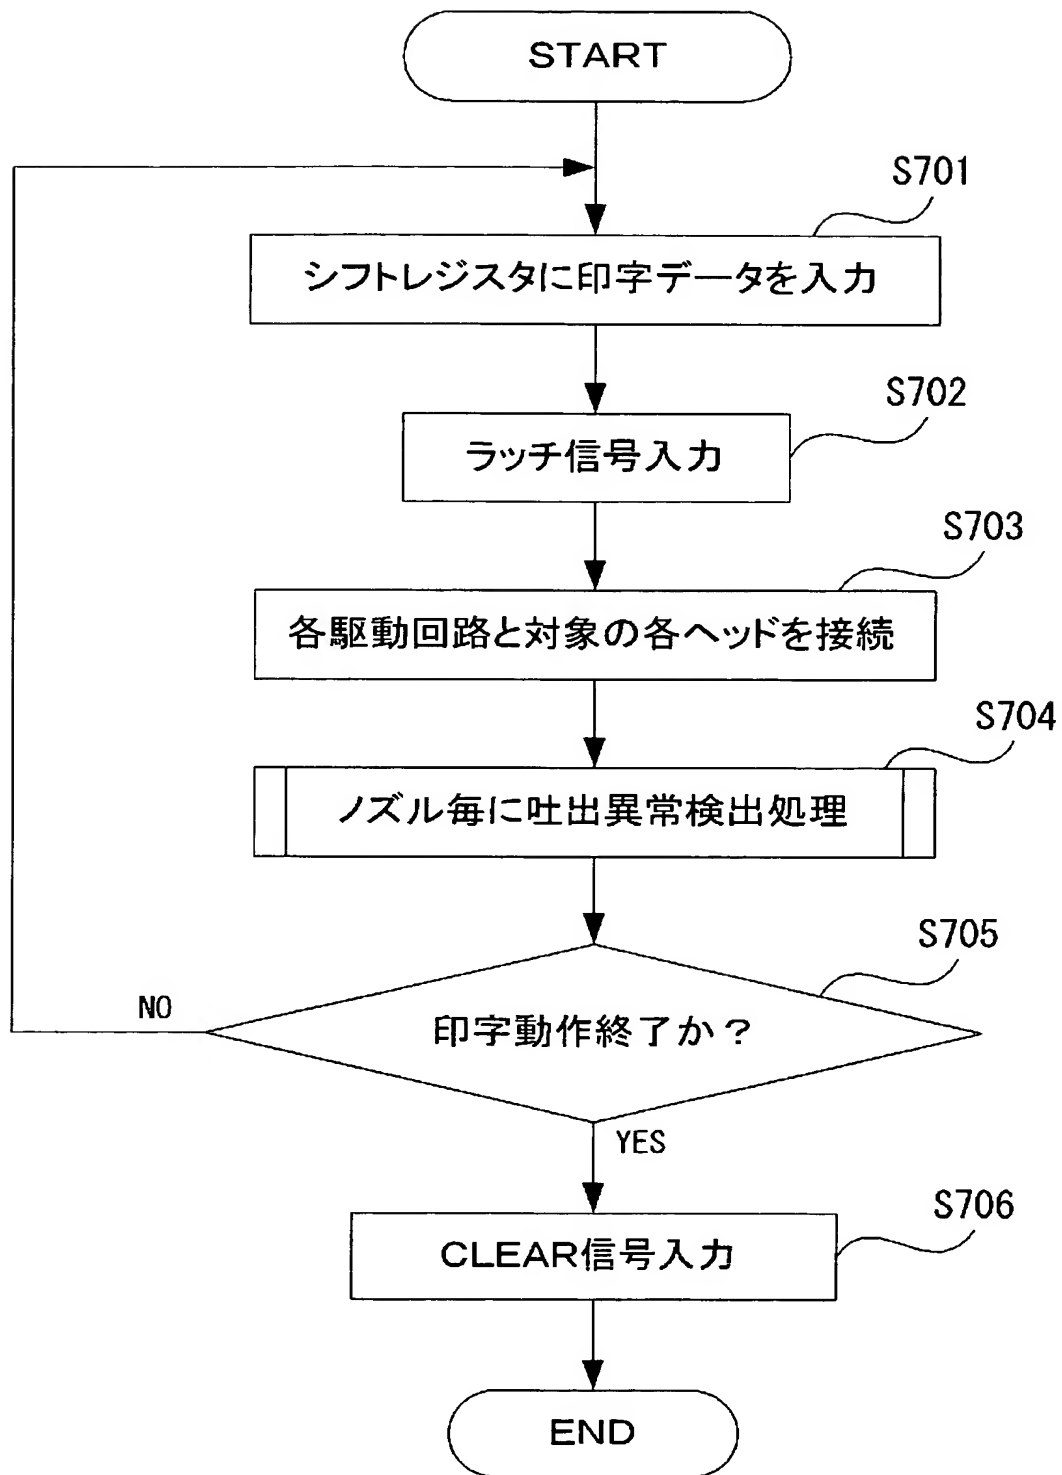 START
S701
シフトレジスタに印字データを入力
S702
ラッチ信号入力
S703
各駆動回路と対象の各ヘッドを接続
S704
ノズル毎に吐出異常検出処理
S705
NO
印字動作終了か？
YES
S706
CLEAR信号入力
END